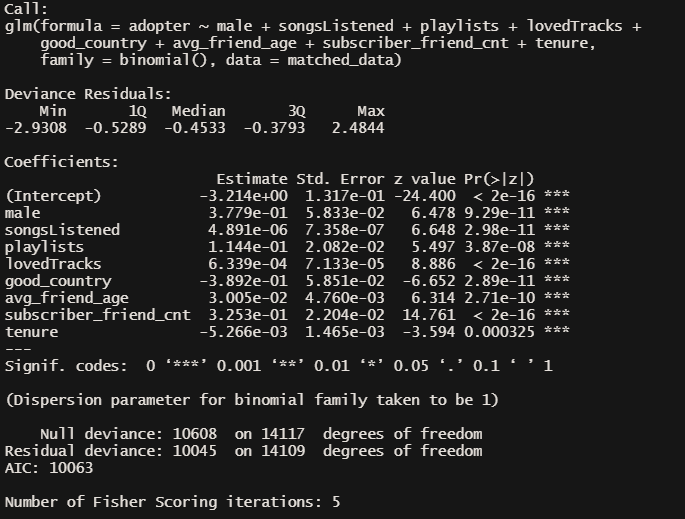 Call:
glm(formula = adopter ~ male + songsListened + playlists + lovedTracks +
    good_country + avg_friend_age + subscriber_friend_cnt + tenure,
    family = binomial(), data = matched_data)

Deviance Residuals:
    Min       1Q   Median       3Q      Max
-2.9308  -0.5289  -0.4533  -0.3793   2.4844

Coefficients:
                        Estimate Std. Error z value Pr(>|z|)
(Intercept)           -3.214e+00  1.317e-01 -24.400  < 2e-16 ***
male                   3.779e-01  5.833e-02   6.478 9.29e-11 ***
songsListened          4.891e-06  7.358e-07   6.648 2.98e-11 ***
playlists              1.144e-01  2.082e-02   5.497 3.87e-08 ***
lovedTracks            6.339e-04  7.133e-05   8.886  < 2e-16 ***
good_country          -3.892e-01  5.851e-02  -6.652 2.89e-11 ***
avg_friend_age         3.005e-02  4.760e-03   6.314 2.71e-10 ***
subscriber_friend_cnt  3.253e-01  2.204e-02  14.761  < 2e-16 ***
tenure                -5.266e-03  1.465e-03  -3.594 0.000325 ***
---
Signif. codes:  0 ‘***’ 0.001 ‘**’ 0.01 ‘*’ 0.05 ‘.’ 0.1 ‘ ’ 1

(Dispersion parameter for binomial family taken to be 1)

    Null deviance: 10608  on 14117  degrees of freedom
Residual deviance: 10045  on 14109  degrees of freedom
AIC: 10063

Number of Fisher Scoring iterations: 5